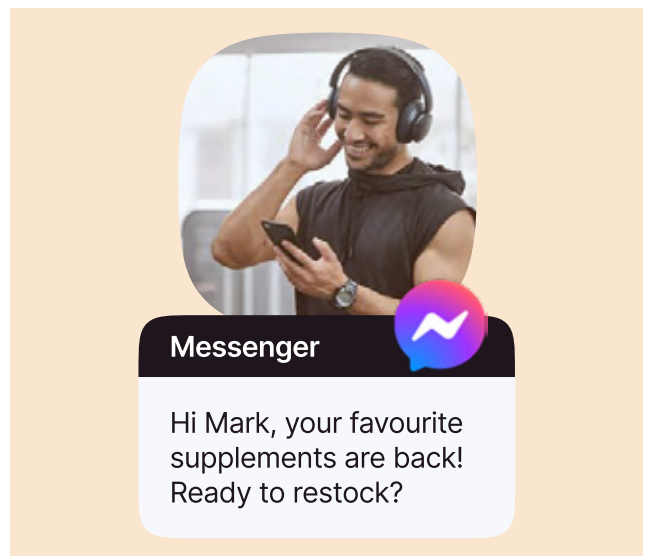 Messenger
Hi Mark, your favourite
supplements are back!
Ready to restock?